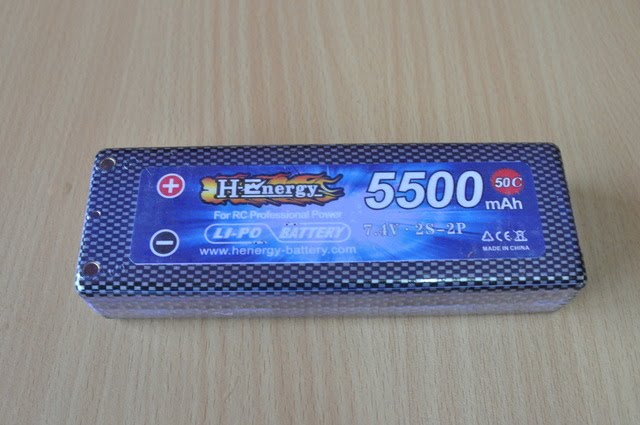 H-Energy
For RC Professional Power
LI-PO BATTERY
www.henergy-battery.com
5500 mAh
50C
7.4V · 2S-2P
CE
MADE IN CHINA